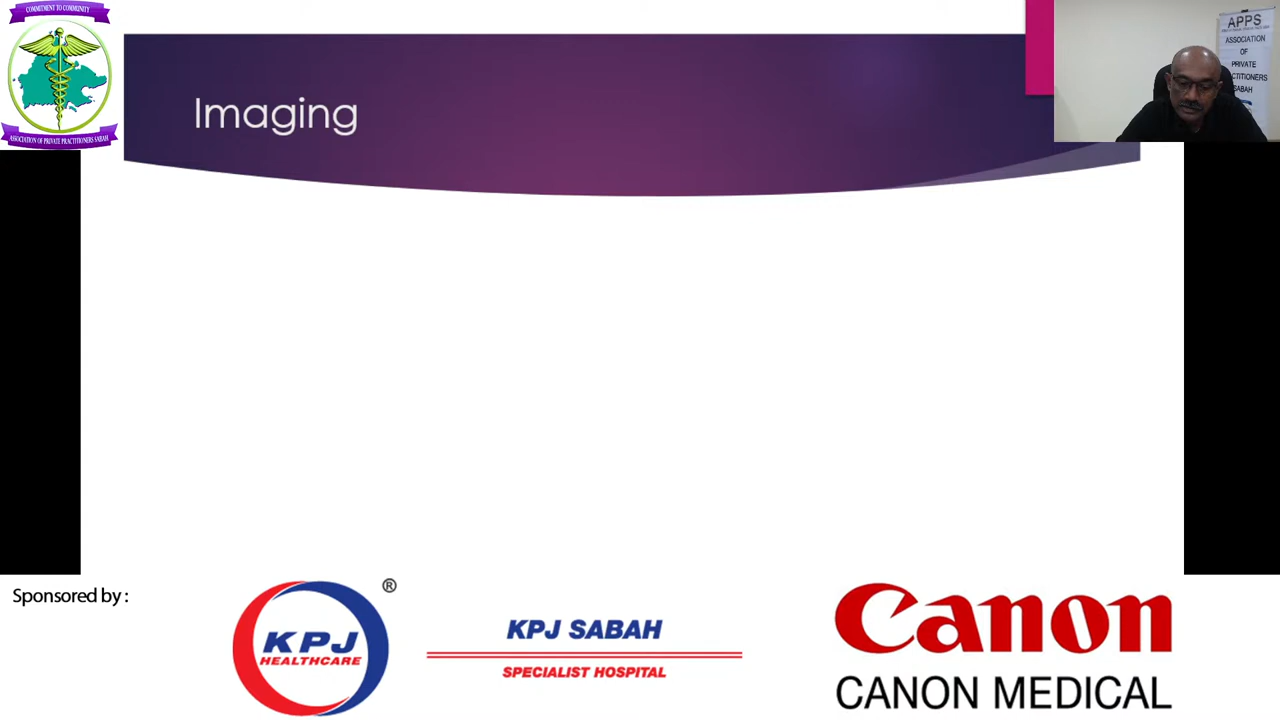 COMMITMENT TO COMMUNITY
ASSOCIATION OF PRIVATE PRACTITIONERS SABAH
Imaging
APPS
ASSOCIATION
OF
PRIVATE
CTITIONERS
SABAH
Sponsored by :
KPJ
HEALTHCARE
®
KPJ SABAH
SPECIALIST HOSPITAL
Canon
CANON MEDICAL